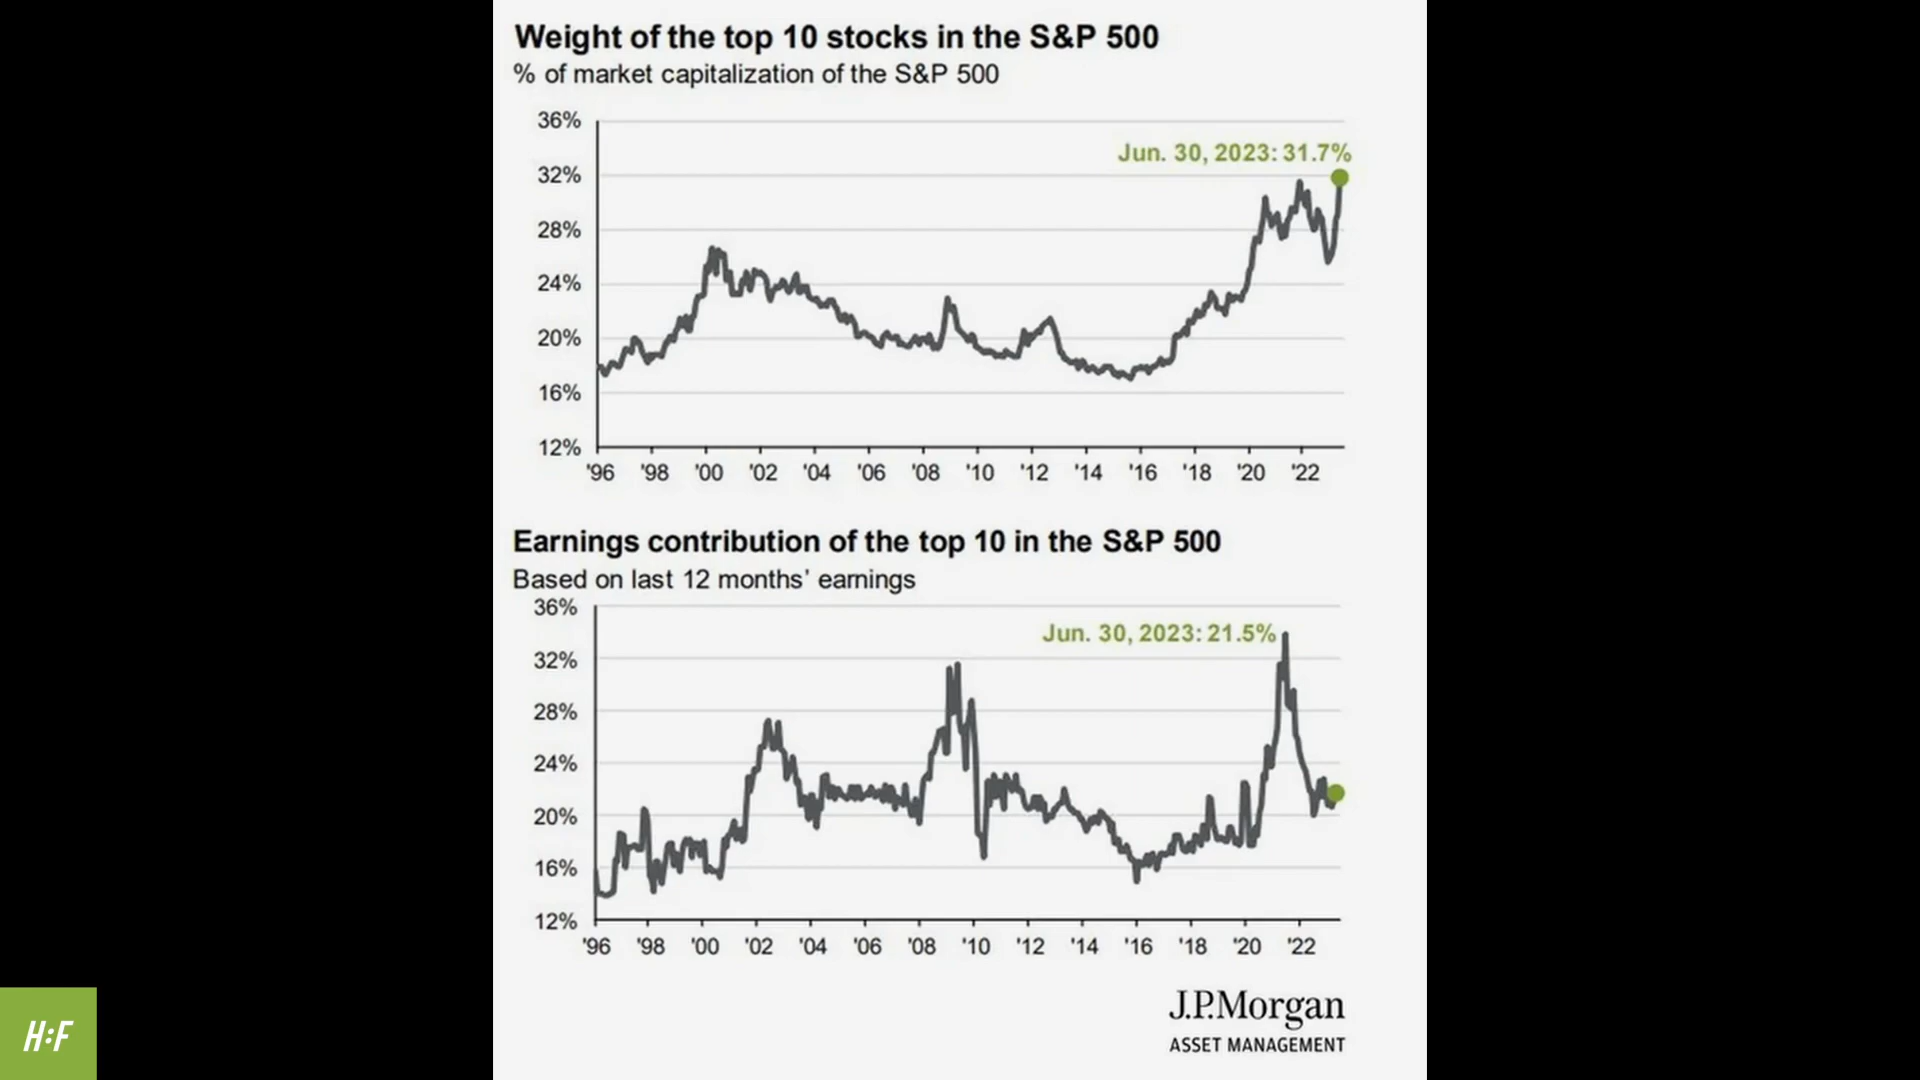 Weight of the top 10 stocks in the S&P 500
% of market capitalization of the S&P 500
36%
Jun. 30, 2023: 31.7%
32%
28%
24%
20%
16%
12%
'96 '98 '00 '02 '04 '06 '08 '10 '12 '14 '16 '18 '20 '22
Earnings contribution of the top 10 in the S&P 500
Based on last 12 months' earnings
36%
Jun. 30, 2023: 21.5%
32%
28%
24%
20%
16%
12%
'96 '98 '00 '02 '04 '06 '08 '10 '12 '14 '16 '18 '20 '22
J.P.Morgan
ASSET MANAGEMENT
H:F